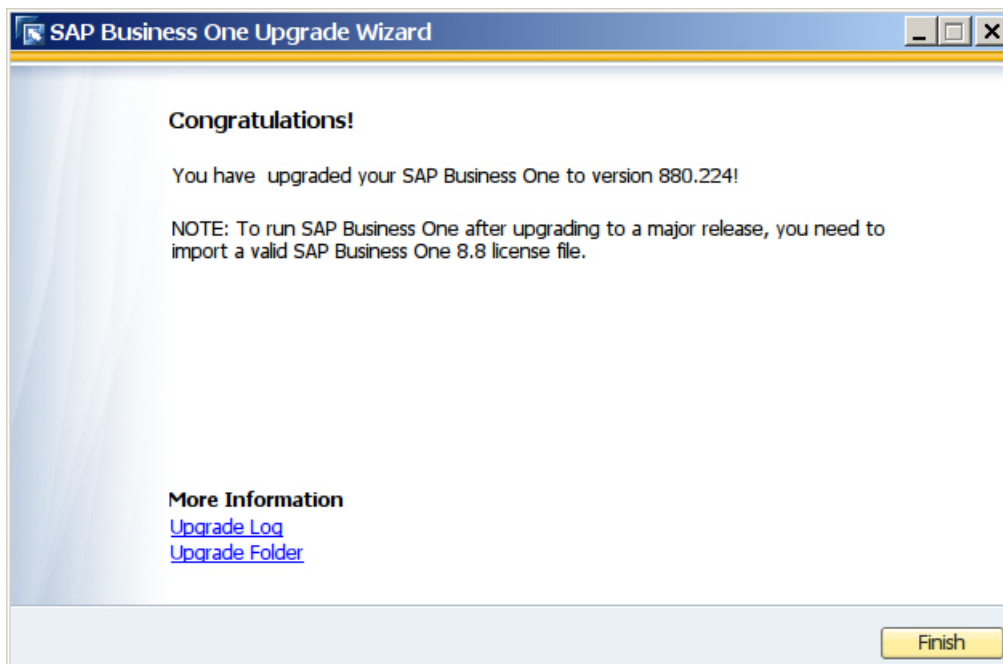 SAP Business One Upgrade Wizard
Congratulations!
You have upgraded your SAP Business One to version 880.224!
NOTE: To run SAP Business One after upgrading to a major release, you need to
import a valid SAP Business One 8.8 license file.
More Information
Upgrade Log
Upgrade Folder
Finish